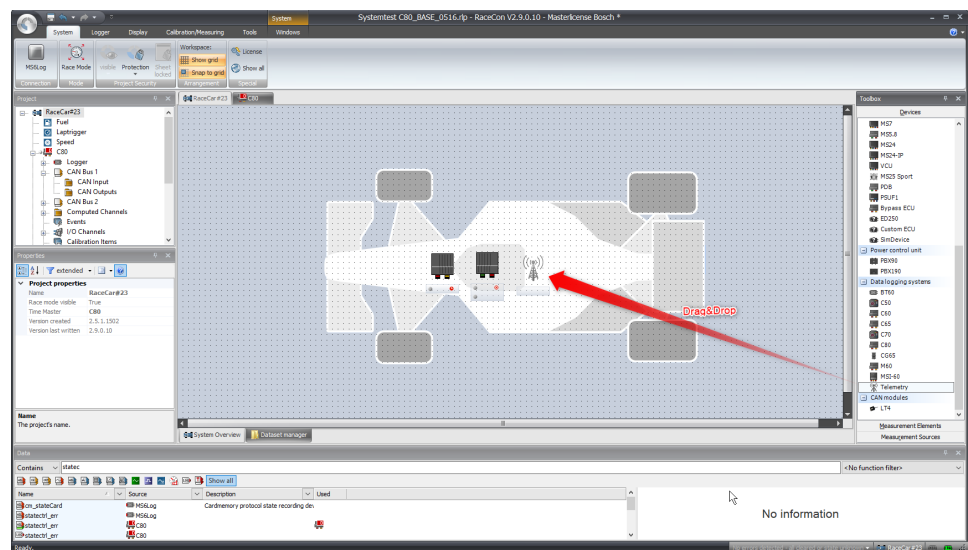 System
Systemtest C80_BASE_0516.rlp - RaceCon V2.9.0.10 - Masterlicense Bosch *
System Logger Display Calibration/Measuring Tools Windows
MS6Log
Race Mode
visible
Protection
Sheet locked
Workspace:
Show grid
Snap to grid
License
Show all
Connection Mode Project Security Arrangement Special
Project
RaceCar#23
Fuel
Laptrigger
Speed
C80
Logger
CAN Bus 1
CAN Input
CAN Outputs
CAN Bus 2
Computed Channels
Events
I/O Channels
Calibration Items
Properties
extended
Project properties
Name RaceCar#23
Race mode visible True
Time Master C80
Version created 2.5.1.1502
Version last written 2.9.0.10
Name
The project's name.
RaceCar#23 C80
Drag&Drop
System Overview Dataset manager
Toolbox
Devices
MS7
MS5.8
MS24
MS24-IP
VCU
MS25 Sport
PDB
PSUF1
Bypass ECU
ED250
Custom ECU
SimDevice
Power control unit
PBX90
PBX190
Data logging systems
BT60
C50
C60
C65
C70
C80
CG65
M60
MSI-60
Telemetry
CAN modules
LT4
Measurement Elements
Measurement Sources
Data
Contains statec <No function filter>
Show all
Name Source Description Used
cm_stateCard MS6Log Cardmemory protocol state recording dev
statectrl_err MS6Log
statectrl_err C80
statectrl_err C80
No information
Ready.
RaceCar#23